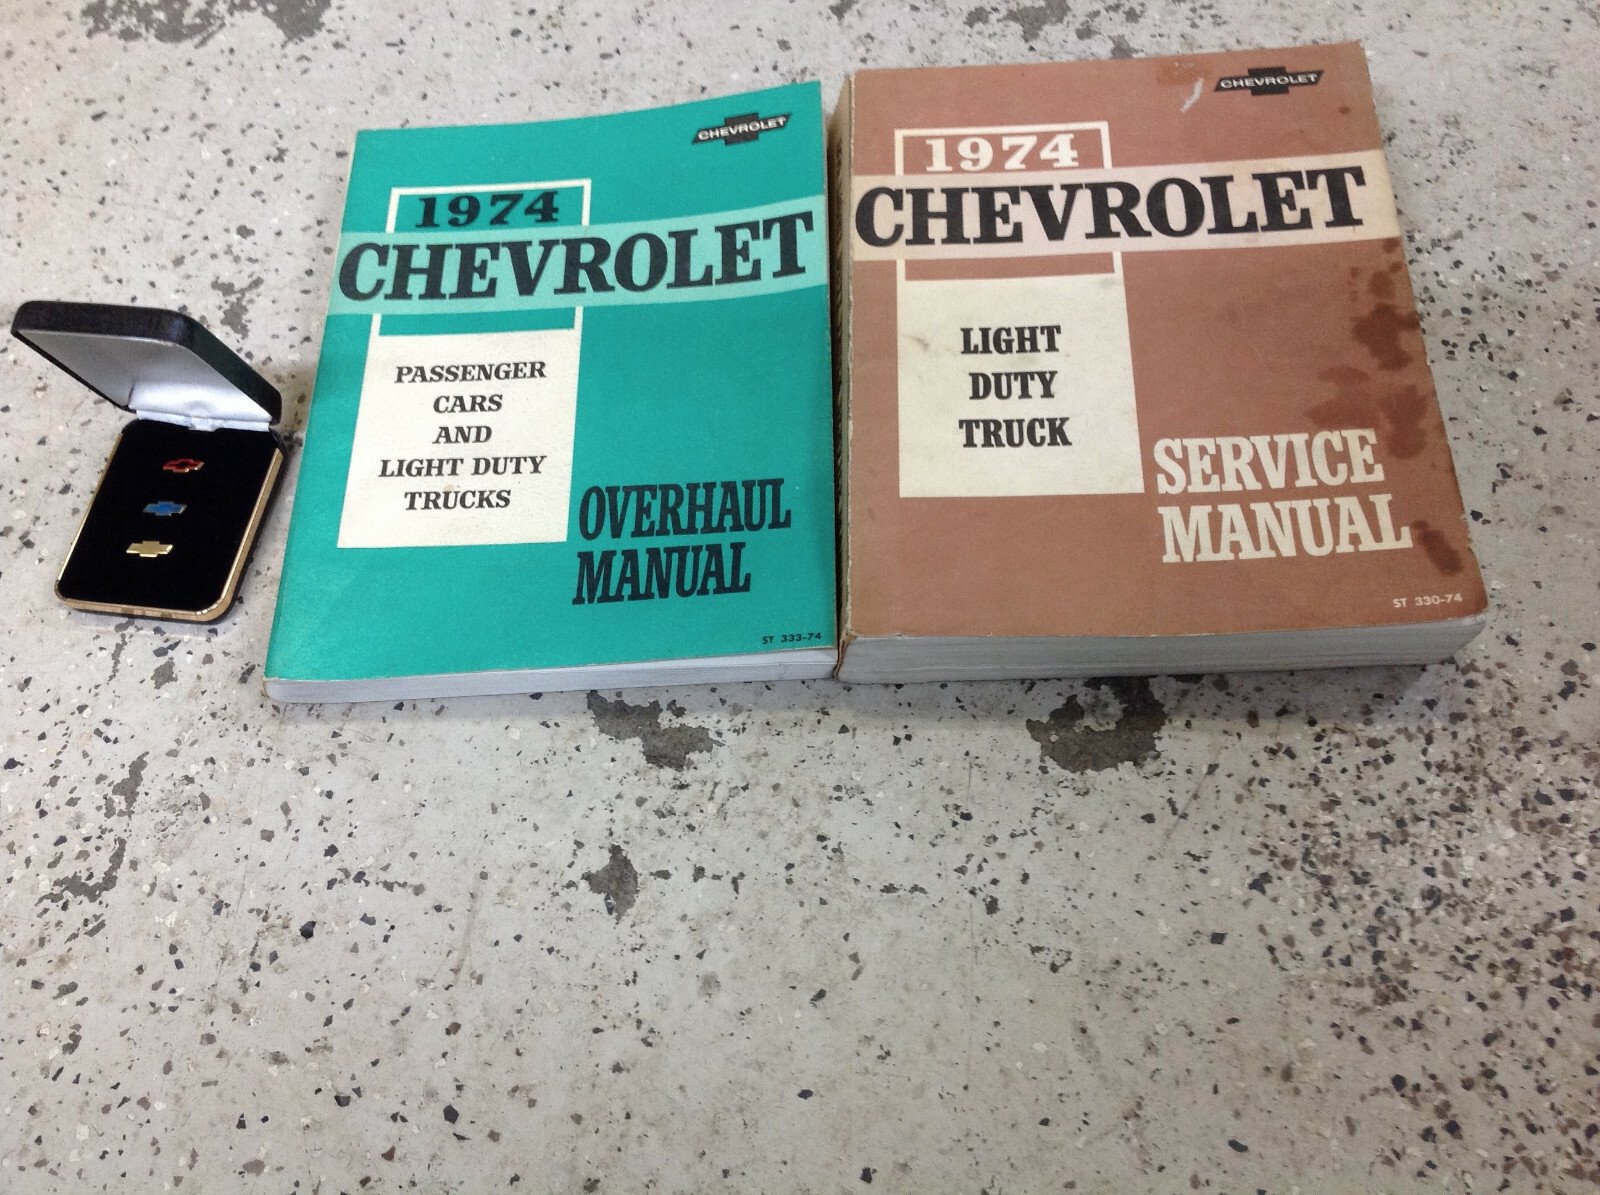 CHEVROLET
1974
CHEVROLET
PASSENGER
CARS
AND
LIGHT DUTY
TRUCKS
OVERHAUL
MANUAL
ST 333-74
CHEVROLET
1974
CHEVROLET
LIGHT
DUTY
TRUCK
SERVICE
MANUAL
ST 330-74